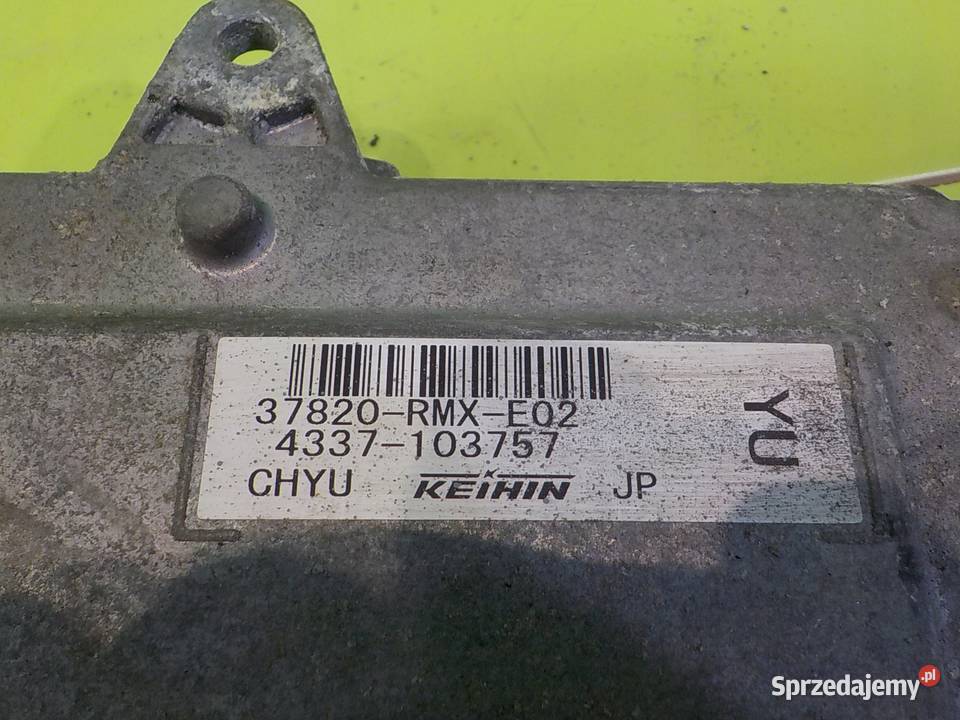 37820-RMX-E02
4337-103757
CHYU KEIHIN JP
YU
Sprzedajemy.pl